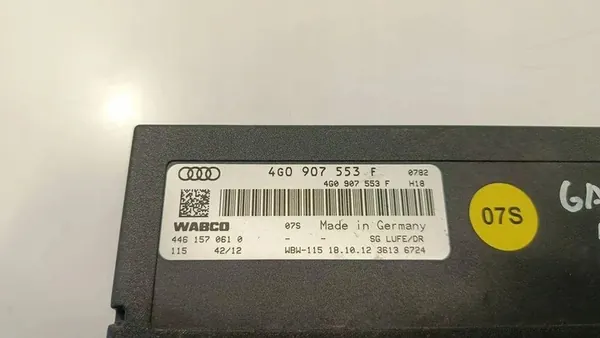 4G0 907 553 F 0782
4G0 907 553 F H18
WABCO 07S Made in Germany
446 157 061 0 - - SG LUFE/DR
115 42/12 WBW-115 18.10.12 3613 6724
07S